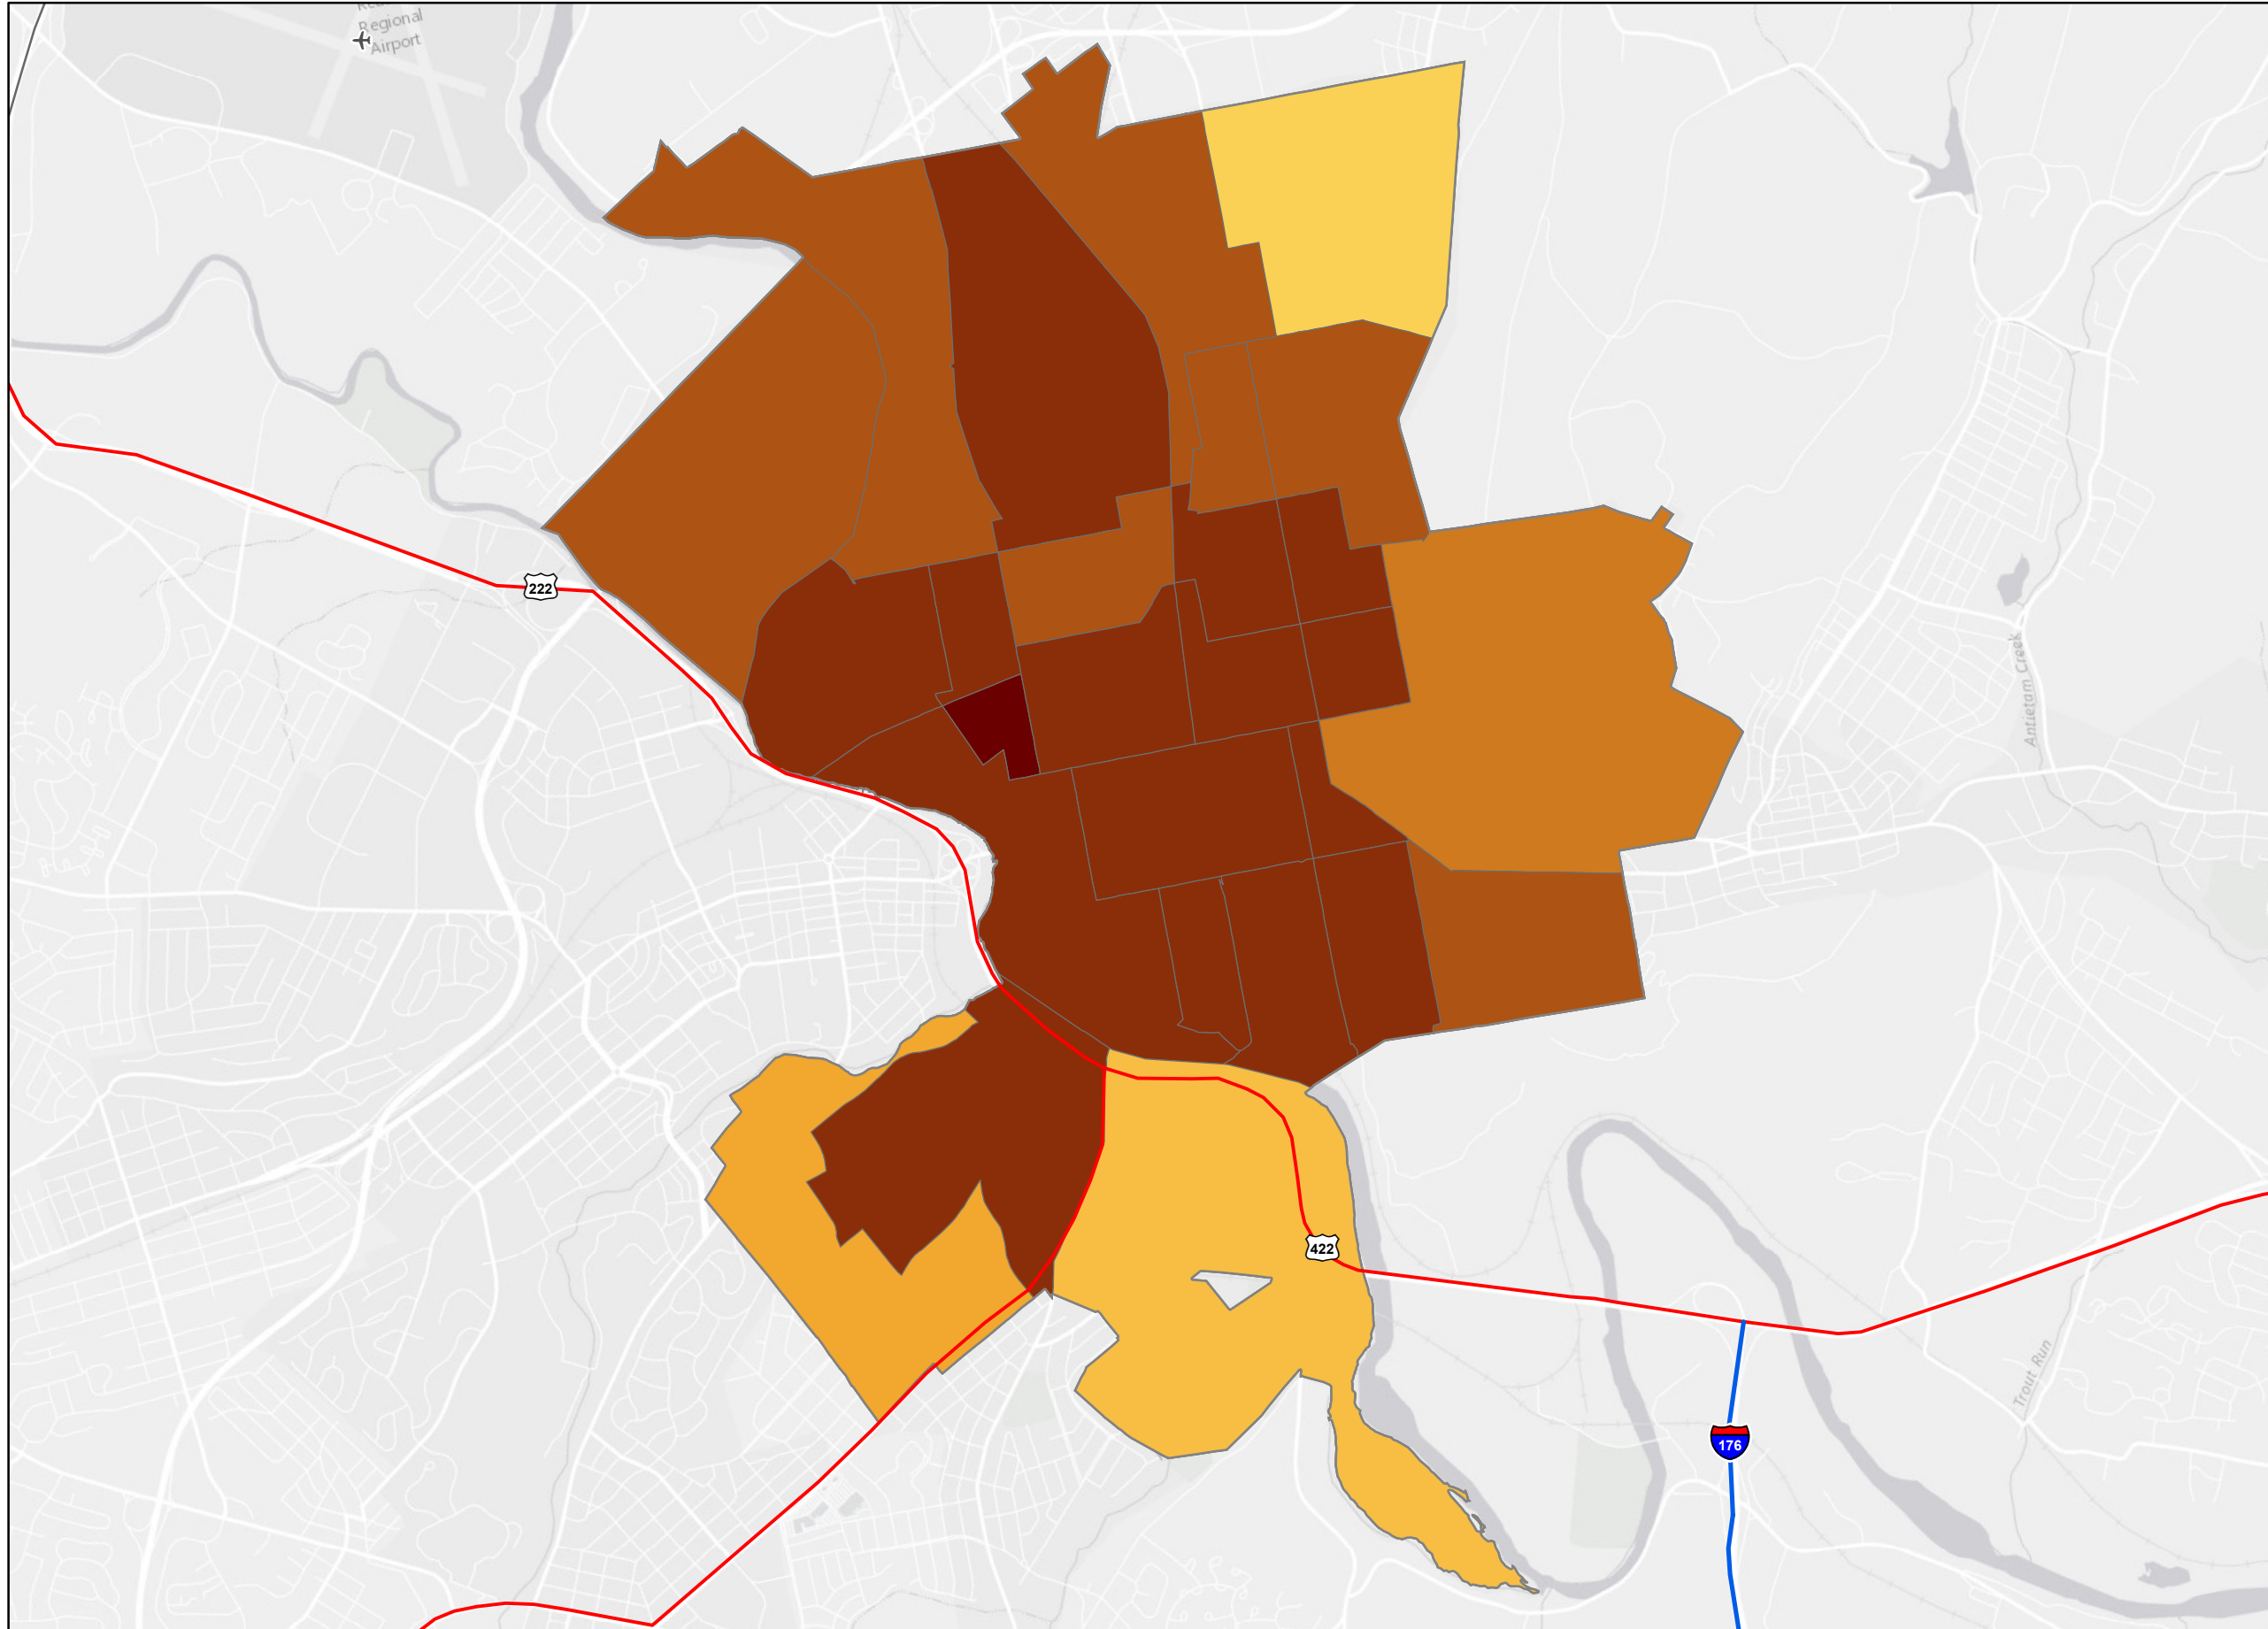 Regional
Airport
222
Antietam Creek
422
Trout Run
176